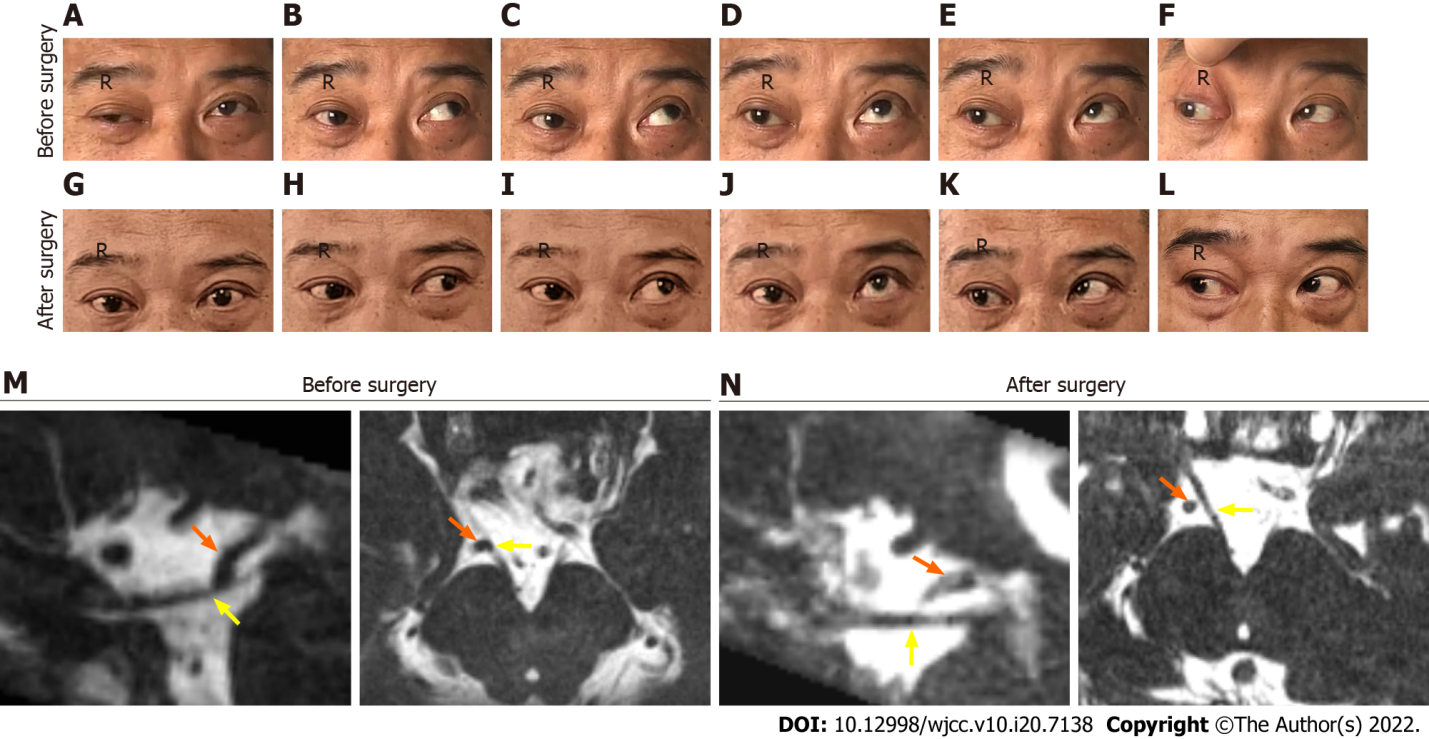 A B C D E F
Before surgery
R R R R R R
G H I J K L
After surgery
R R R R R R
M Before surgery N After surgery
DOI: 10.12998/wjcc.v10.i20.7138 Copyright ©The Author(s) 2022.